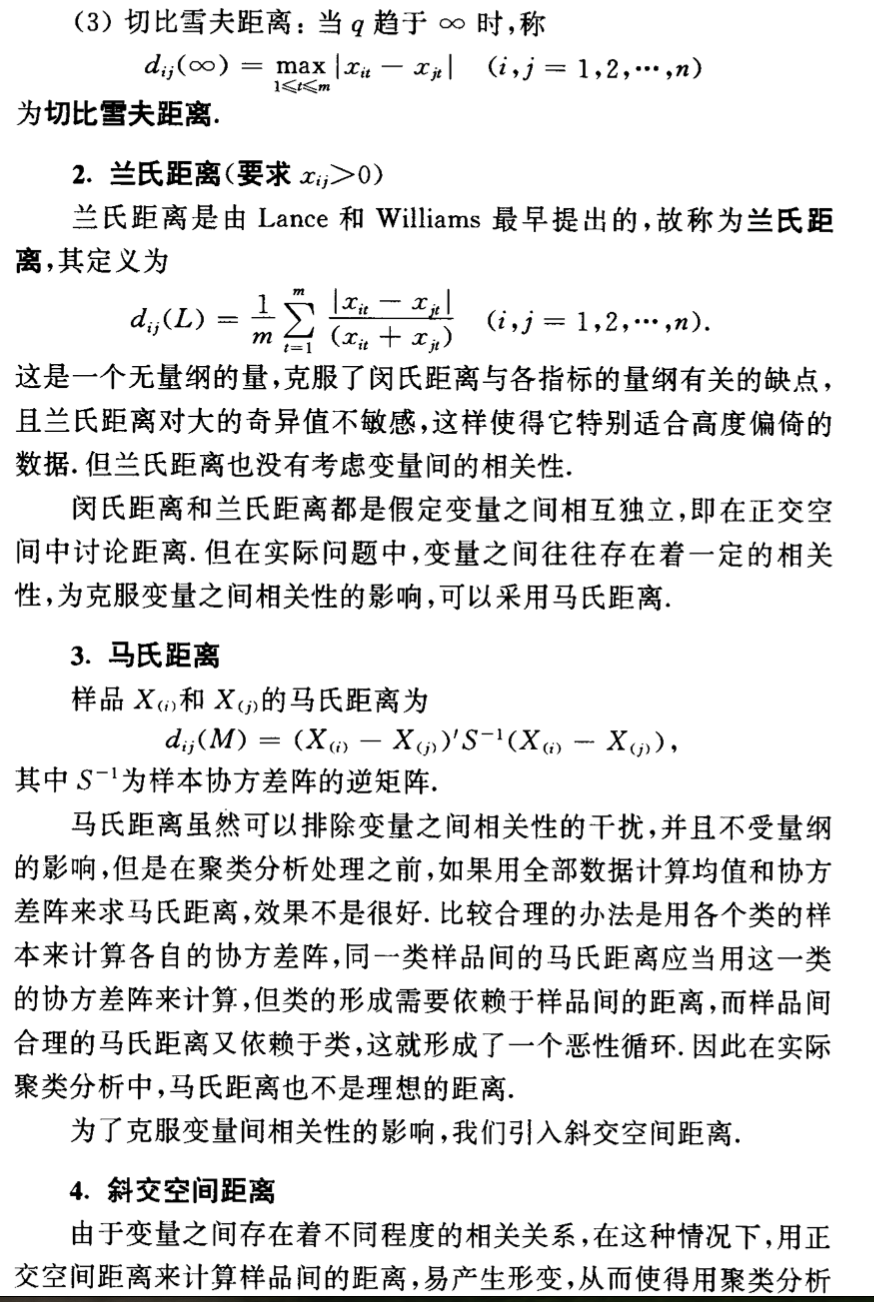 (3) 切比雪夫距离: 当 q 趋于 ∞ 时,称
d_{ij}(∞) = max_{1≤t≤m} |x_{it} − x_{jt}| (i,j = 1,2,⋯,n)
为切比雪夫距离.
2. 兰氏距离(要求 x_{ij}>0)
兰氏距离是由 Lance 和 Williams 最早提出的,故称为兰氏距
离,其定义为
d_{ij}(L) = \frac{1}{m} \sum_{t=1}^{m} \frac{|x_{it} − x_{jt}|}{(x_{it} + x_{jt})} (i,j = 1,2,⋯,n).
这是一个无量纲的量,克服了闵氏距离与各指标的量纲有关的缺点,
且兰氏距离对大的奇异值不敏感,这样使得它特别适合高度偏倚的
数据.但兰氏距离也没有考虑变量间的相关性.
闵氏距离和兰氏距离都是假定变量之间相互独立,即在正交空
间中讨论距离.但在实际问题中,变量之间往往存在着一定的相关
性,为克服变量之间相关性的影响,可以采用马氏距离.
3. 马氏距离
样品 X_{(i)}和 X_{(j)}的马氏距离为
d_{ij}(M) = (X_{(i)} − X_{(j)})′S^{−1}(X_{(i)} − X_{(j)}),
其中 S^{−1}为样本协方差阵的逆矩阵.
马氏距离虽然可以排除变量之间相关性的干扰,并且不受量纲
的影响,但是在聚类分析处理之前,如果用全部数据计算均值和协方
差阵来求马氏距离,效果不是很好.比较合理的办法是用各个类的样
本来计算各自的协方差阵,同一类样品间的马氏距离应当用这一类
的协方差阵来计算,但类的形成需要依赖于样品间的距离,而样品间
合理的马氏距离又依赖于类,这就形成了一个恶性循环.因此在实际
聚类分析中,马氏距离也不是理想的距离.
为了克服变量间相关性的影响,我们引入斜交空间距离.
4. 斜交空间距离
由于变量之间存在着不同程度的相关关系,在这种情况下,用正
交空间距离来计算样品间的距离,易产生形变,从而使得用聚类分析